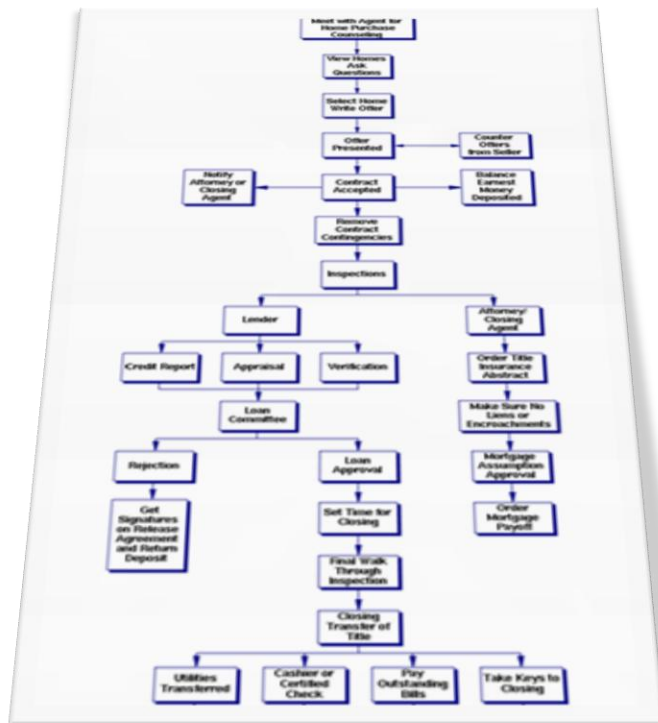 Meet with Agent for
Home Purchase
Counseling
View Homes
Ask
Questions
Select Home
Write Offer
Offer
Presented
Counter
Offers
from Seller
Notify
Attorney or
Closing
Agent
Contract
Accepted
Balance
Earnest
Money
Deposited
Remove
Contract
Contingencies
Inspections
Lender
Attorney/
Closing
Agent
Credit Report
Appraisal
Verification
Order Title
Insurance
Abstract
Loan
Committee
Make Sure No
Liens or
Encroachments
Rejection
Loan
Approval
Mortgage
Assumption
Approval
Get
Signatures
on Release
Agreement
and Return
Deposit
Set Time for
Closing
Order
Mortgage
Payoff
Final Walk
Through
Inspection
Closing
Transfer of
Title
Utilities
Transferred
Cashier or
Certified
Check
Pay
Outstanding
Bills
Take Keys to
Closing